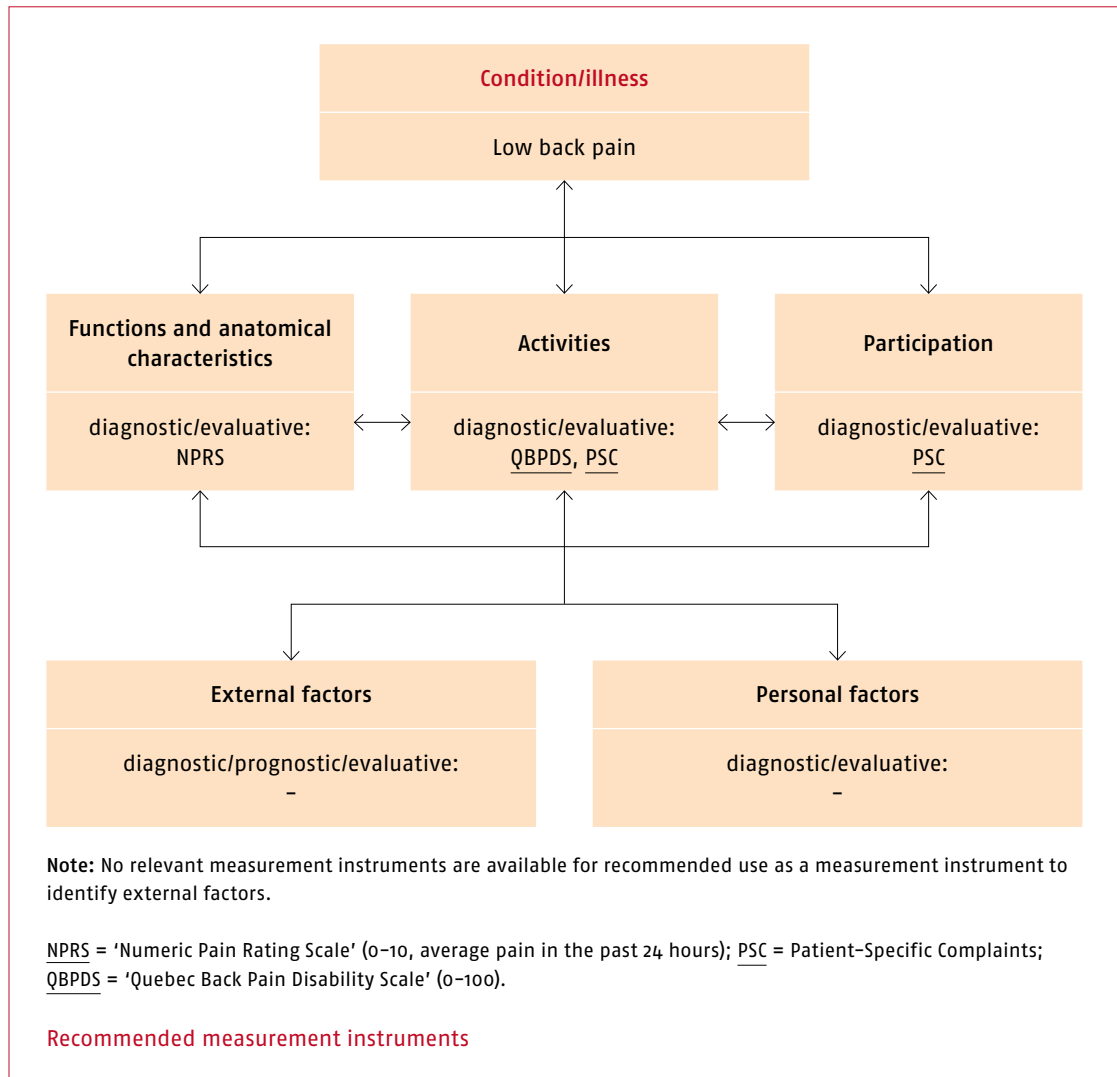 Condition/illness
Low back pain
Functions and anatomical
characteristics
diagnostic/evaluative:
NPRS
Activities
diagnostic/evaluative:
QBPDS, PSC
Participation
diagnostic/evaluative:
PSC
External factors
diagnostic/prognostic/evaluative:
–
Personal factors
diagnostic/evaluative:
–
Note: No relevant measurement instruments are available for recommended use as a measurement instrument to
identify external factors.
NPRS = ‘Numeric Pain Rating Scale’ (0–10, average pain in the past 24 hours); PSC = Patient-Specific Complaints;
QBPDS = ‘Quebec Back Pain Disability Scale’ (0–100).
Recommended measurement instruments